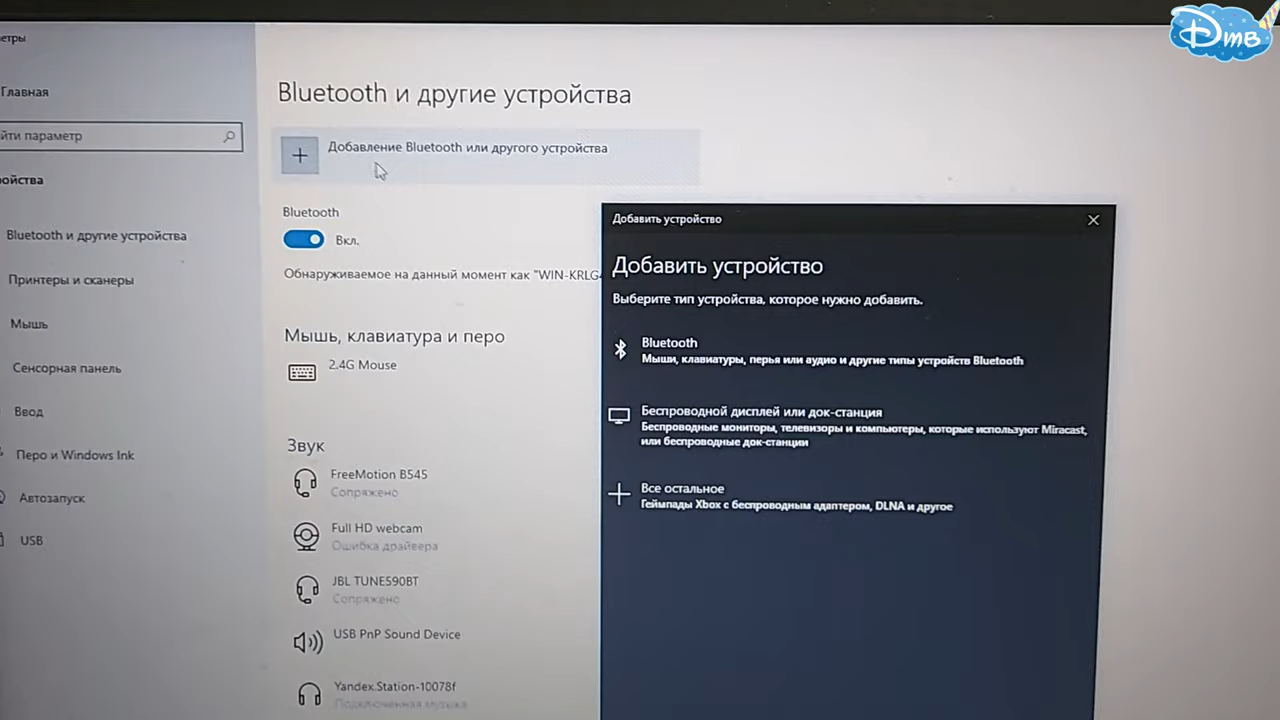 етры
Главная
йти параметр
ройства
Bluetooth и другие устройства
Принтеры и сканеры
Мышь
Сенсорная панель
Ввод
Перо и Windows Ink
Автозапуск
USB
Bluetooth и другие устройства
Добавление Bluetooth или другого устройства
Bluetooth
Вкл.
Обнаруживаемое на данный момент как "WIN-KRLG
Мышь, клавиатура и перо
2.4G Mouse
Звук
FreeMotion B545
Сопряжено
Full HD webcam
Ошибка драйвера
JBL TUNE590BT
Сопряжено
USB PnP Sound Device
Yandex.Station-10078f
Подключенная музыка
Добавить устройство
Добавить устройство
Выберите тип устройства, которое нужно добавить.
Bluetooth
Мыши, клавиатуры, перья или аудио и другие типы устройств Bluetooth
Беспроводной дисплей или док-станция
Беспроводные мониторы, телевизоры и компьютеры, которые используют Miracast,
или беспроводные док-станции
Все остальное
Геймпады Xbox с беспроводным адаптером, DLNA и другое
DmB